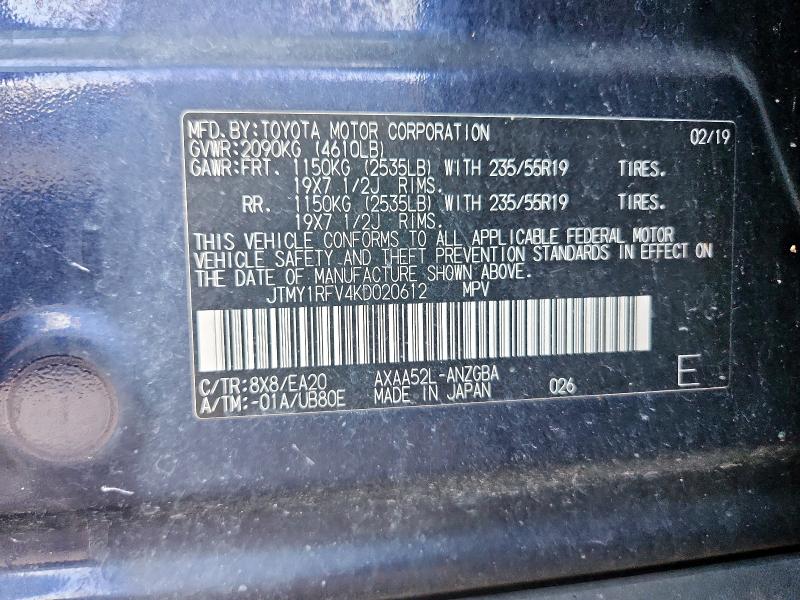 MFD.BY:TOYOTA MOTOR CORPORATION 02/19
GVWR:2090KG (4610LB)
GAWR:FRT. 1150KG (2535LB) WITH 235/55R19 TIRES.
19X7 1/2J RIMS.
RR. 1150KG (2535LB) WITH 235/55R19 TIRES.
19X7 1/2J RIMS.
THIS VEHICLE CONFORMS TO ALL APPLICABLE FEDERAL MOTOR
VEHICLE SAFETY AND THEFT PREVENTION STANDARDS IN EFFECT ON
THE DATE OF MANUFACTURE SHOWN ABOVE.
JTMY1RFV4KD020612 MPV
C/TR:8X8/EA20 AXAA52L-ANZGBA
A/TM:-01A/UB80E MADE IN JAPAN 026 E